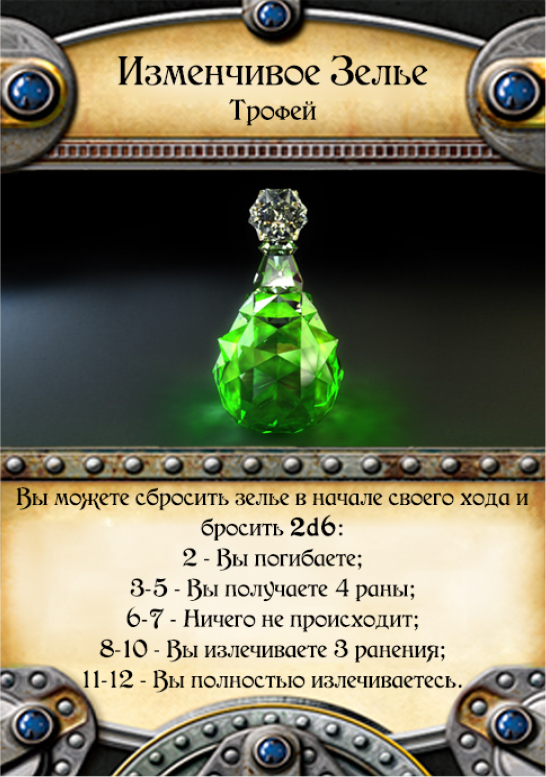 Изменчивое Зелье
Трофей
Вы можете сбросить зелье в начале своего хода и
бросить 2d6:
2 - Вы погибаете;
3-5 - Вы получаете 4 раны;
6-7 - Ничего не происходит;
8-10 - Вы излечиваете 3 ранения;
11-12 - Вы полностью излечиваетесь.